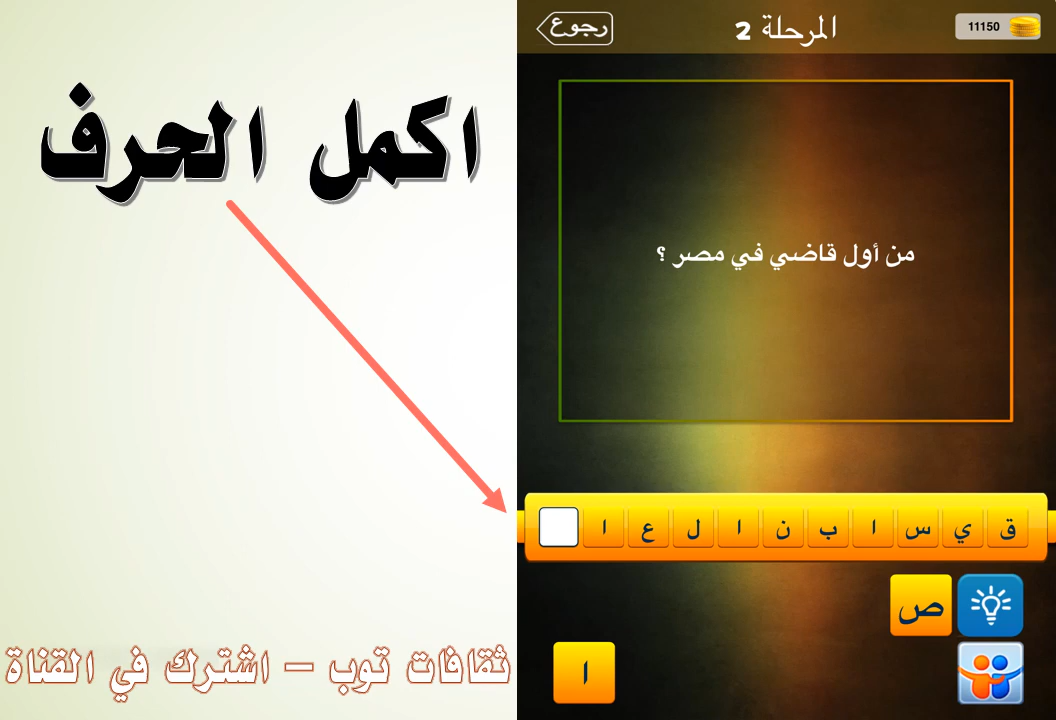 رجوع
المرحلة 2
11150
اكمل الحرف
من أول قاضي في مصر ؟
ق ي س ا ب ن ا ل ع ا
ص
ا
ثقافات توب – اشترك في القناة